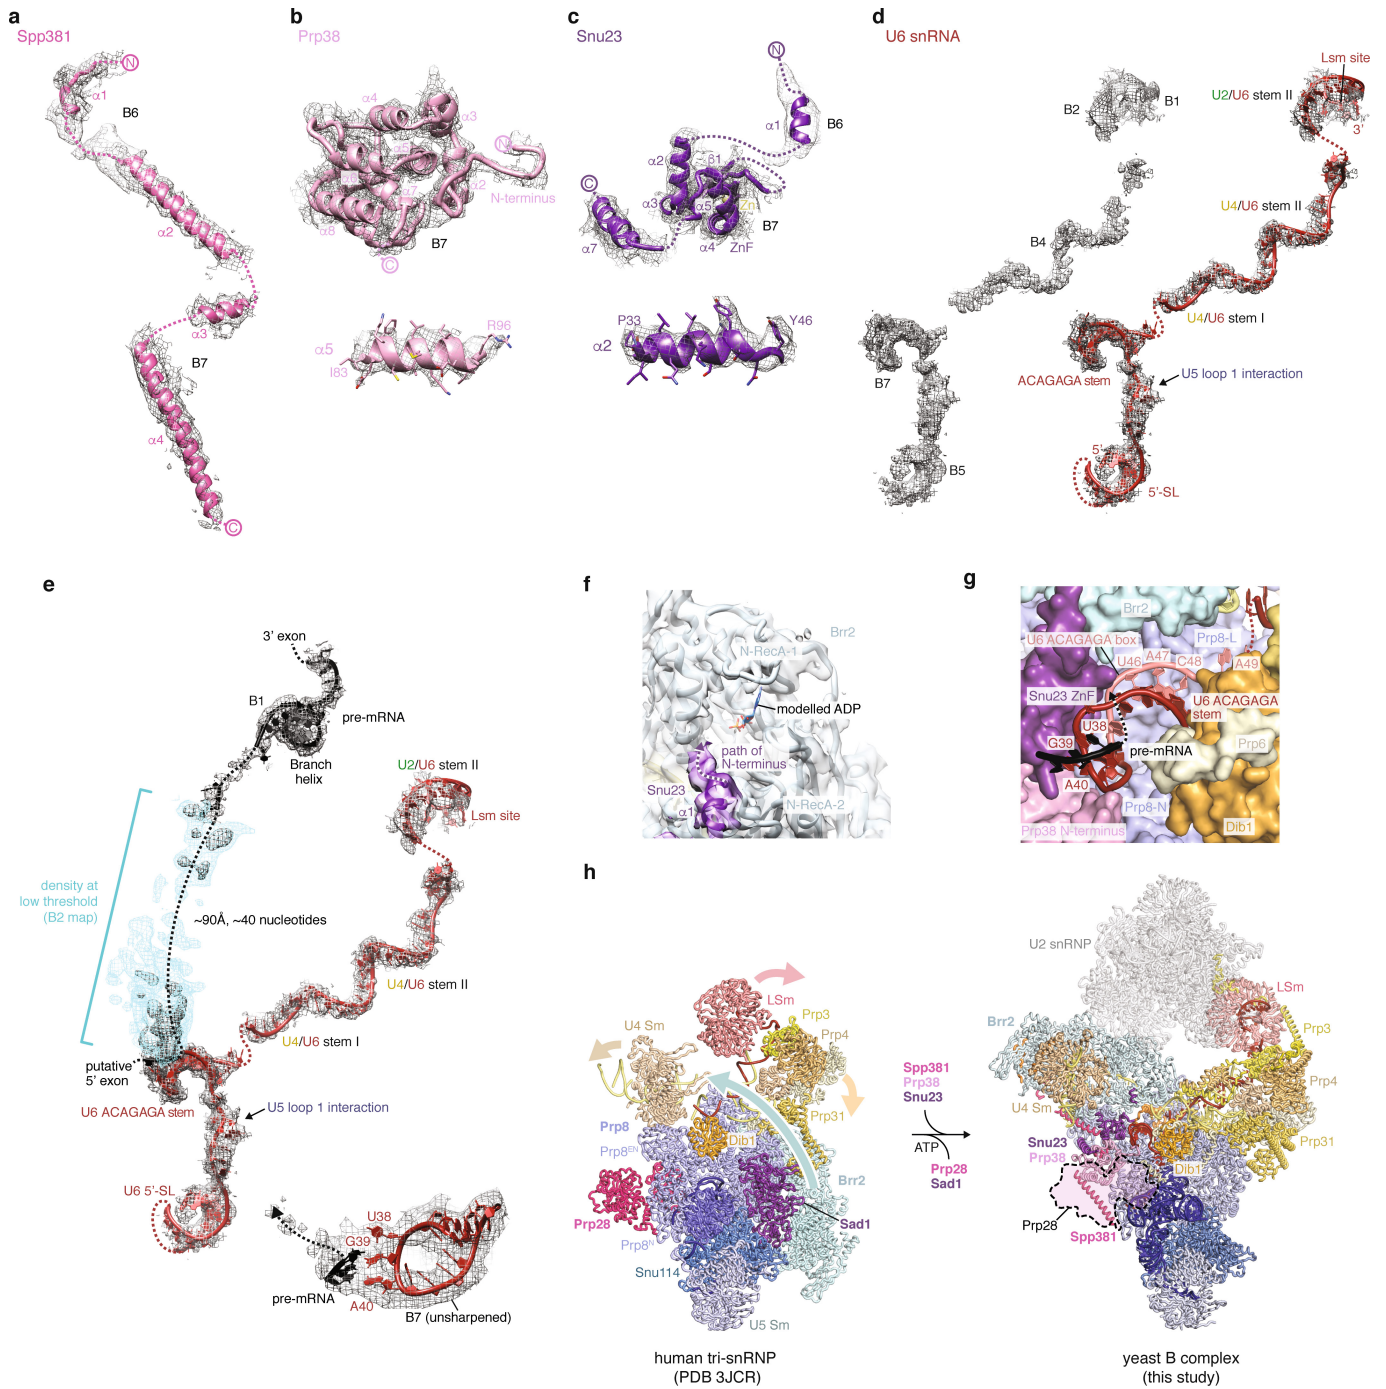 a
Spp381
N
α1
B6
α2
α3
B7
α4
C
b
Prp38
α4
α3
α5
N
α6
α7
α2
N-terminus
α8
B7
C
α5
R96
I83
c
Snu23
N
α1
B6
α2
β1
C
α3
α5
Zn
B7
α7
α4
ZnF
P33
Y46
α2
d
U6 snRNA
Lsm site
U2/U6 stem II
B2
B1
3'
U4/U6 stem II
B4
U4/U6 stem I
B7
ACAGAGA stem
U5 loop 1 interaction
5'
B5
5'-SL
e
3' exon
B1
pre-mRNA
Branch
helix
U2/U6 stem II
Lsm site
density at
low threshold
(B2 map)
~90Å, ~40 nucleotides
U4/U6 stem II
U4/U6 stem I
putative
5' exon
U6 ACAGAGA stem
U5 loop 1 interaction
U6 5'-SL
U38
G39
pre-mRNA
A40
B7 (unsharpened)
f
Brr2
N-RecA-1
modelled ADP
path of
N-terminus
Snu23
α1
N-RecA-2
g
Brr2
U6 ACAGAGA box
Prp8-L
A47
U46
C48
A49
Snu23 ZnF
U6 ACAGAGA
stem
U38
G39
pre-mRNA
Prp6
A40
Prp8-N
Prp38 N-terminus
Dib1
h
LSm
U4 Sm
Prp3
Prp4
Prp31
Prp8
Dib1
Prp8EN
Brr2
Prp28
Sad1
Prp8N
Snu114
U5 Sm
human tri-snRNP
(PDB 3JCR)
Spp381
Prp38
Snu23
ATP
Prp28
Sad1
U2 snRNP
LSm
Brr2
Prp3
Prp4
U4 Sm
Snu23
Prp31
Prp38
Dib1
Prp28
Spp381
yeast B complex
(this study)